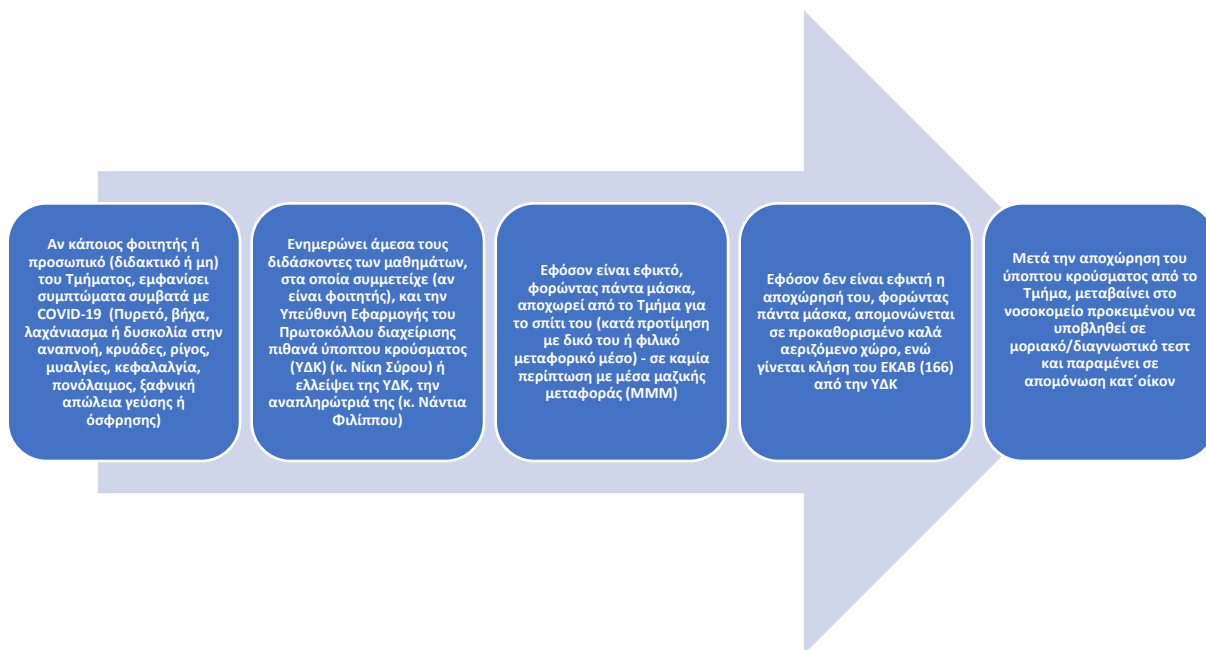 Αν κάποιος φοιτητής ή
προσωπικό (διδακτικό ή μη)
του Τμήματος, εμφανίσει
συμπτώματα συμβατά με
COVID-19 (Πυρετό, βήχα,
λαχάνιασμα ή δυσκολία στην
αναπνοή, κρυάδες, ρίγος,
μυαλγίες, κεφαλαλγία,
πονόλαιμος, ξαφνική
απώλεια γεύσης ή
όσφρησης)
Ενημερώνει άμεσα τους
διδάσκοντες των μαθημάτων,
στα οποία συμμετείχε (αν
είναι φοιτητής), και την
Υπεύθυνη Εφαρμογής του
Πρωτοκόλλου διαχείρισης
πιθανά ύποπτου κρούσματος
(ΥΔΚ) (κ. Νίκη Σύρου) ή
ελλείψει της ΥΔΚ, την
αναπληρώτριά της (κ. Νάντια
Φιλίππου)
Εφόσον είναι εφικτό,
φορώντας πάντα μάσκα,
αποχωρεί από το Τμήμα για
το σπίτι του (κατά προτίμηση
με δικό του ή φιλικό
μεταφορικό μέσο) - σε καμία
περίπτωση με μέσα μαζικής
μεταφοράς (ΜΜΜ)
Εφόσον δεν είναι εφικτή η
αποχώρησή του, φορώντας
πάντα μάσκα, απομονώνεται
σε προκαθορισμένο καλά
αεριζόμενο χώρο, ενώ
γίνεται κλήση του ΕΚΑΒ (166)
από την ΥΔΚ
Μετά την αποχώρηση του
ύποπτου κρούσματος από το
Τμήμα, μεταβαίνει στο
νοσοκομείο προκειμένου να
υποβληθεί σε
μοριακό/διαγνωστικό τεστ
και παραμένει σε
απομόνωση κατ΄οίκον